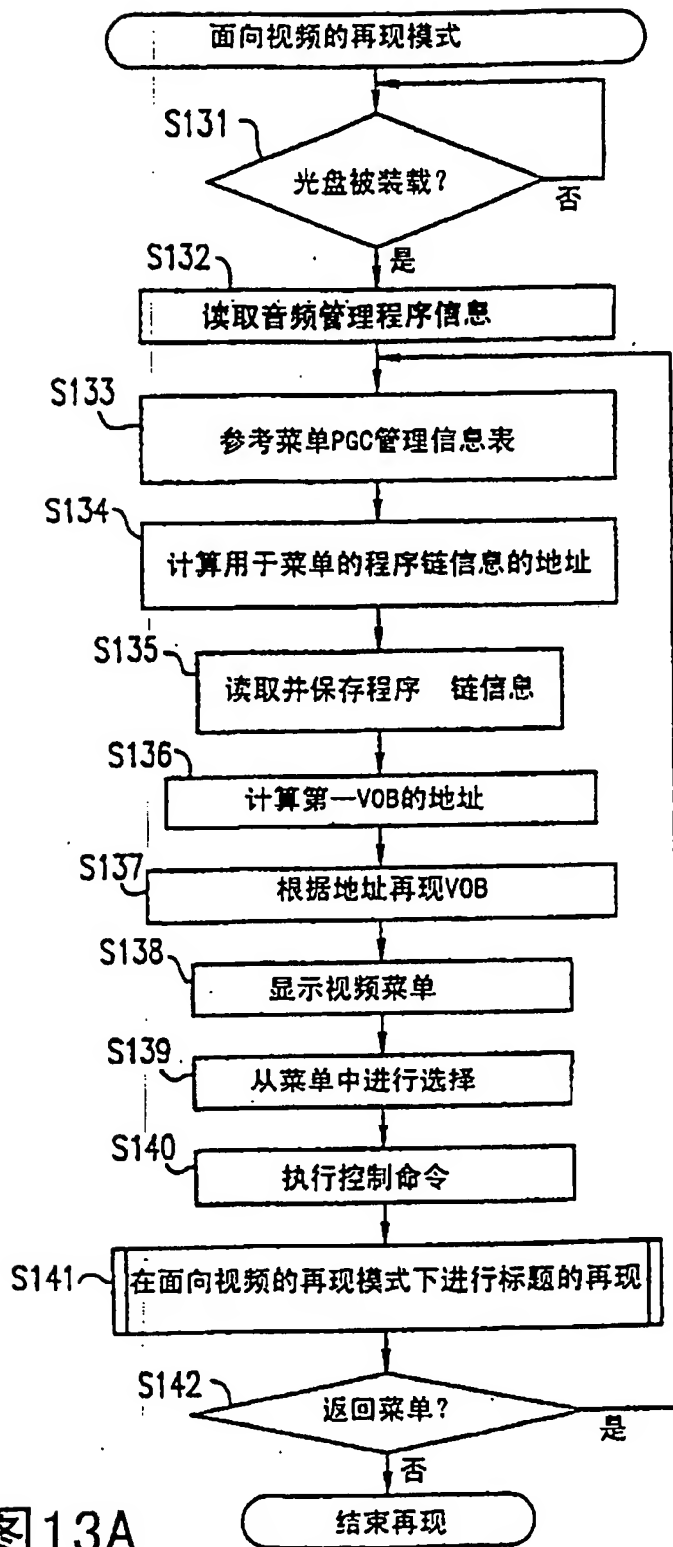 面向视频的再现模式
S131
光盘被装载?
否
是
S132
读取音频管理程序信息
S133
参考菜单PGC管理信息表
S134
计算用于菜单的程序链信息的地址
S135
读取并保存程序 链信息
S136
计算第一VOB的地址
S137
根据地址再现VOB
S138
显示视频菜单
S139
从菜单中进行选择
S140
执行控制命令
S141
在面向视频的再现模式下进行标题的再现
S142
返回菜单?
是
否
结束再现
图13A